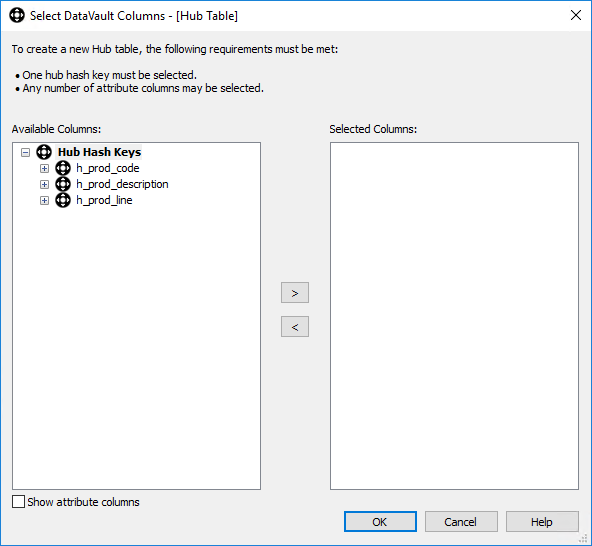 Select DataVault Columns - [Hub Table]
To create a new Hub table, the following requirements must be met:
• One hub hash key must be selected.
• Any number of attribute columns may be selected.
Available Columns:
Hub Hash Keys
h_prod_code
h_prod_description
h_prod_line
Show attribute columns
>
<
Selected Columns:
OK
Cancel
Help